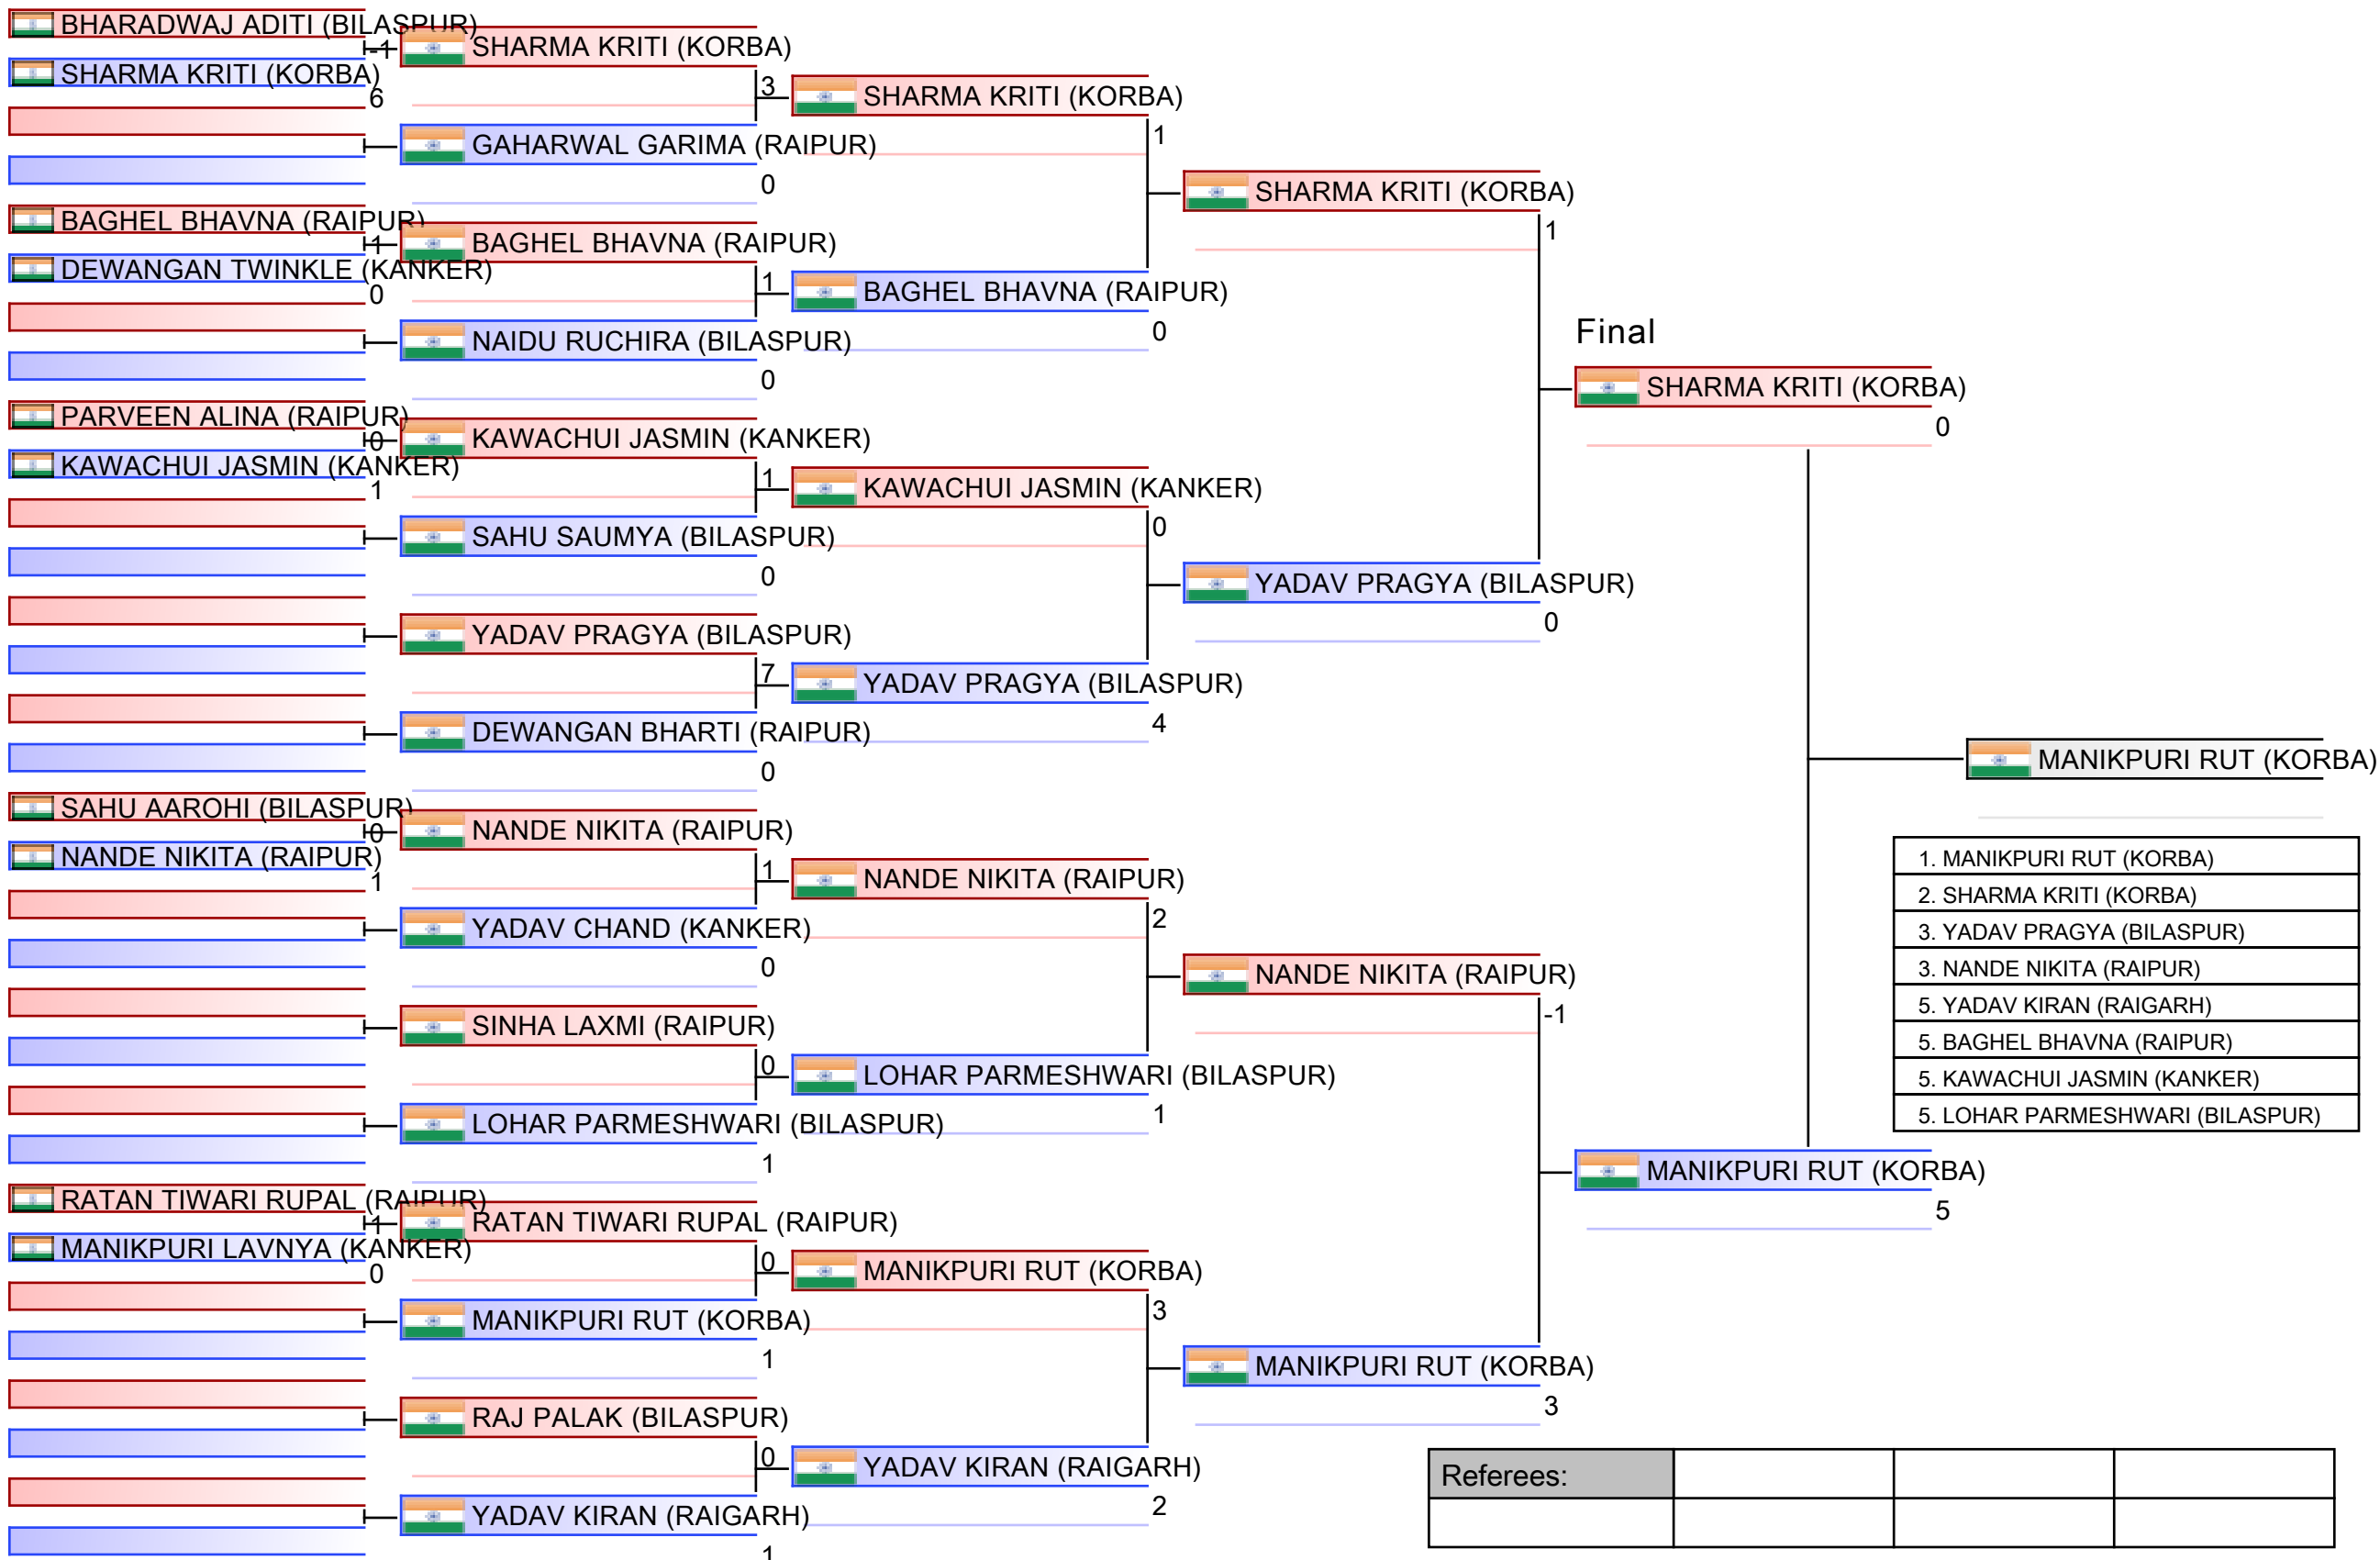 BHARADWAJ ADITI (BILASPUR)
-1
SHARMA KRITI (KORBA)
6
BAGHEL BHAVNA (RAIPUR)
1
DEWANGAN TWINKLE (KANKER)
0
PARVEEN ALINA (RAIPUR)
0
KAWACHUI JASMIN (KANKER)
1
SAHU AAROHI (BILASPUR)
0
NANDE NIKITA (RAIPUR)
1
RATAN TIWARI RUPAL (RAIPUR)
1
MANIKPURI LAVNYA (KANKER)
0
SHARMA KRITI (KORBA)
3
GAHARWAL GARIMA (RAIPUR)
0
BAGHEL BHAVNA (RAIPUR)
1
NAIDU RUCHIRA (BILASPUR)
0
KAWACHUI JASMIN (KANKER)
1
SAHU SAUMYA (BILASPUR)
0
YADAV PRAGYA (BILASPUR)
7
DEWANGAN BHARTI (RAIPUR)
0
NANDE NIKITA (RAIPUR)
1
YADAV CHAND (KANKER)
0
SINHA LAXMI (RAIPUR)
0
LOHAR PARMESHWARI (BILASPUR)
1
RATAN TIWARI RUPAL (RAIPUR)
0
MANIKPURI RUT (KORBA)
1
RAJ PALAK (BILASPUR)
0
YADAV KIRAN (RAIGARH)
1
SHARMA KRITI (KORBA)
1
BAGHEL BHAVNA (RAIPUR)
0
KAWACHUI JASMIN (KANKER)
0
YADAV PRAGYA (BILASPUR)
4
NANDE NIKITA (RAIPUR)
2
LOHAR PARMESHWARI (BILASPUR)
1
MANIKPURI RUT (KORBA)
3
YADAV KIRAN (RAIGARH)
2
SHARMA KRITI (KORBA)
1
YADAV PRAGYA (BILASPUR)
0
NANDE NIKITA (RAIPUR)
-1
MANIKPURI RUT (KORBA)
3
Final
SHARMA KRITI (KORBA)
0
MANIKPURI RUT (KORBA)
5
MANIKPURI RUT (KORBA)
1. MANIKPURI RUT (KORBA)
2. SHARMA KRITI (KORBA)
3. YADAV PRAGYA (BILASPUR)
3. NANDE NIKITA (RAIPUR)
5. YADAV KIRAN (RAIGARH)
5. BAGHEL BHAVNA (RAIPUR)
5. KAWACHUI JASMIN (KANKER)
5. LOHAR PARMESHWARI (BILASPUR)
Referees: